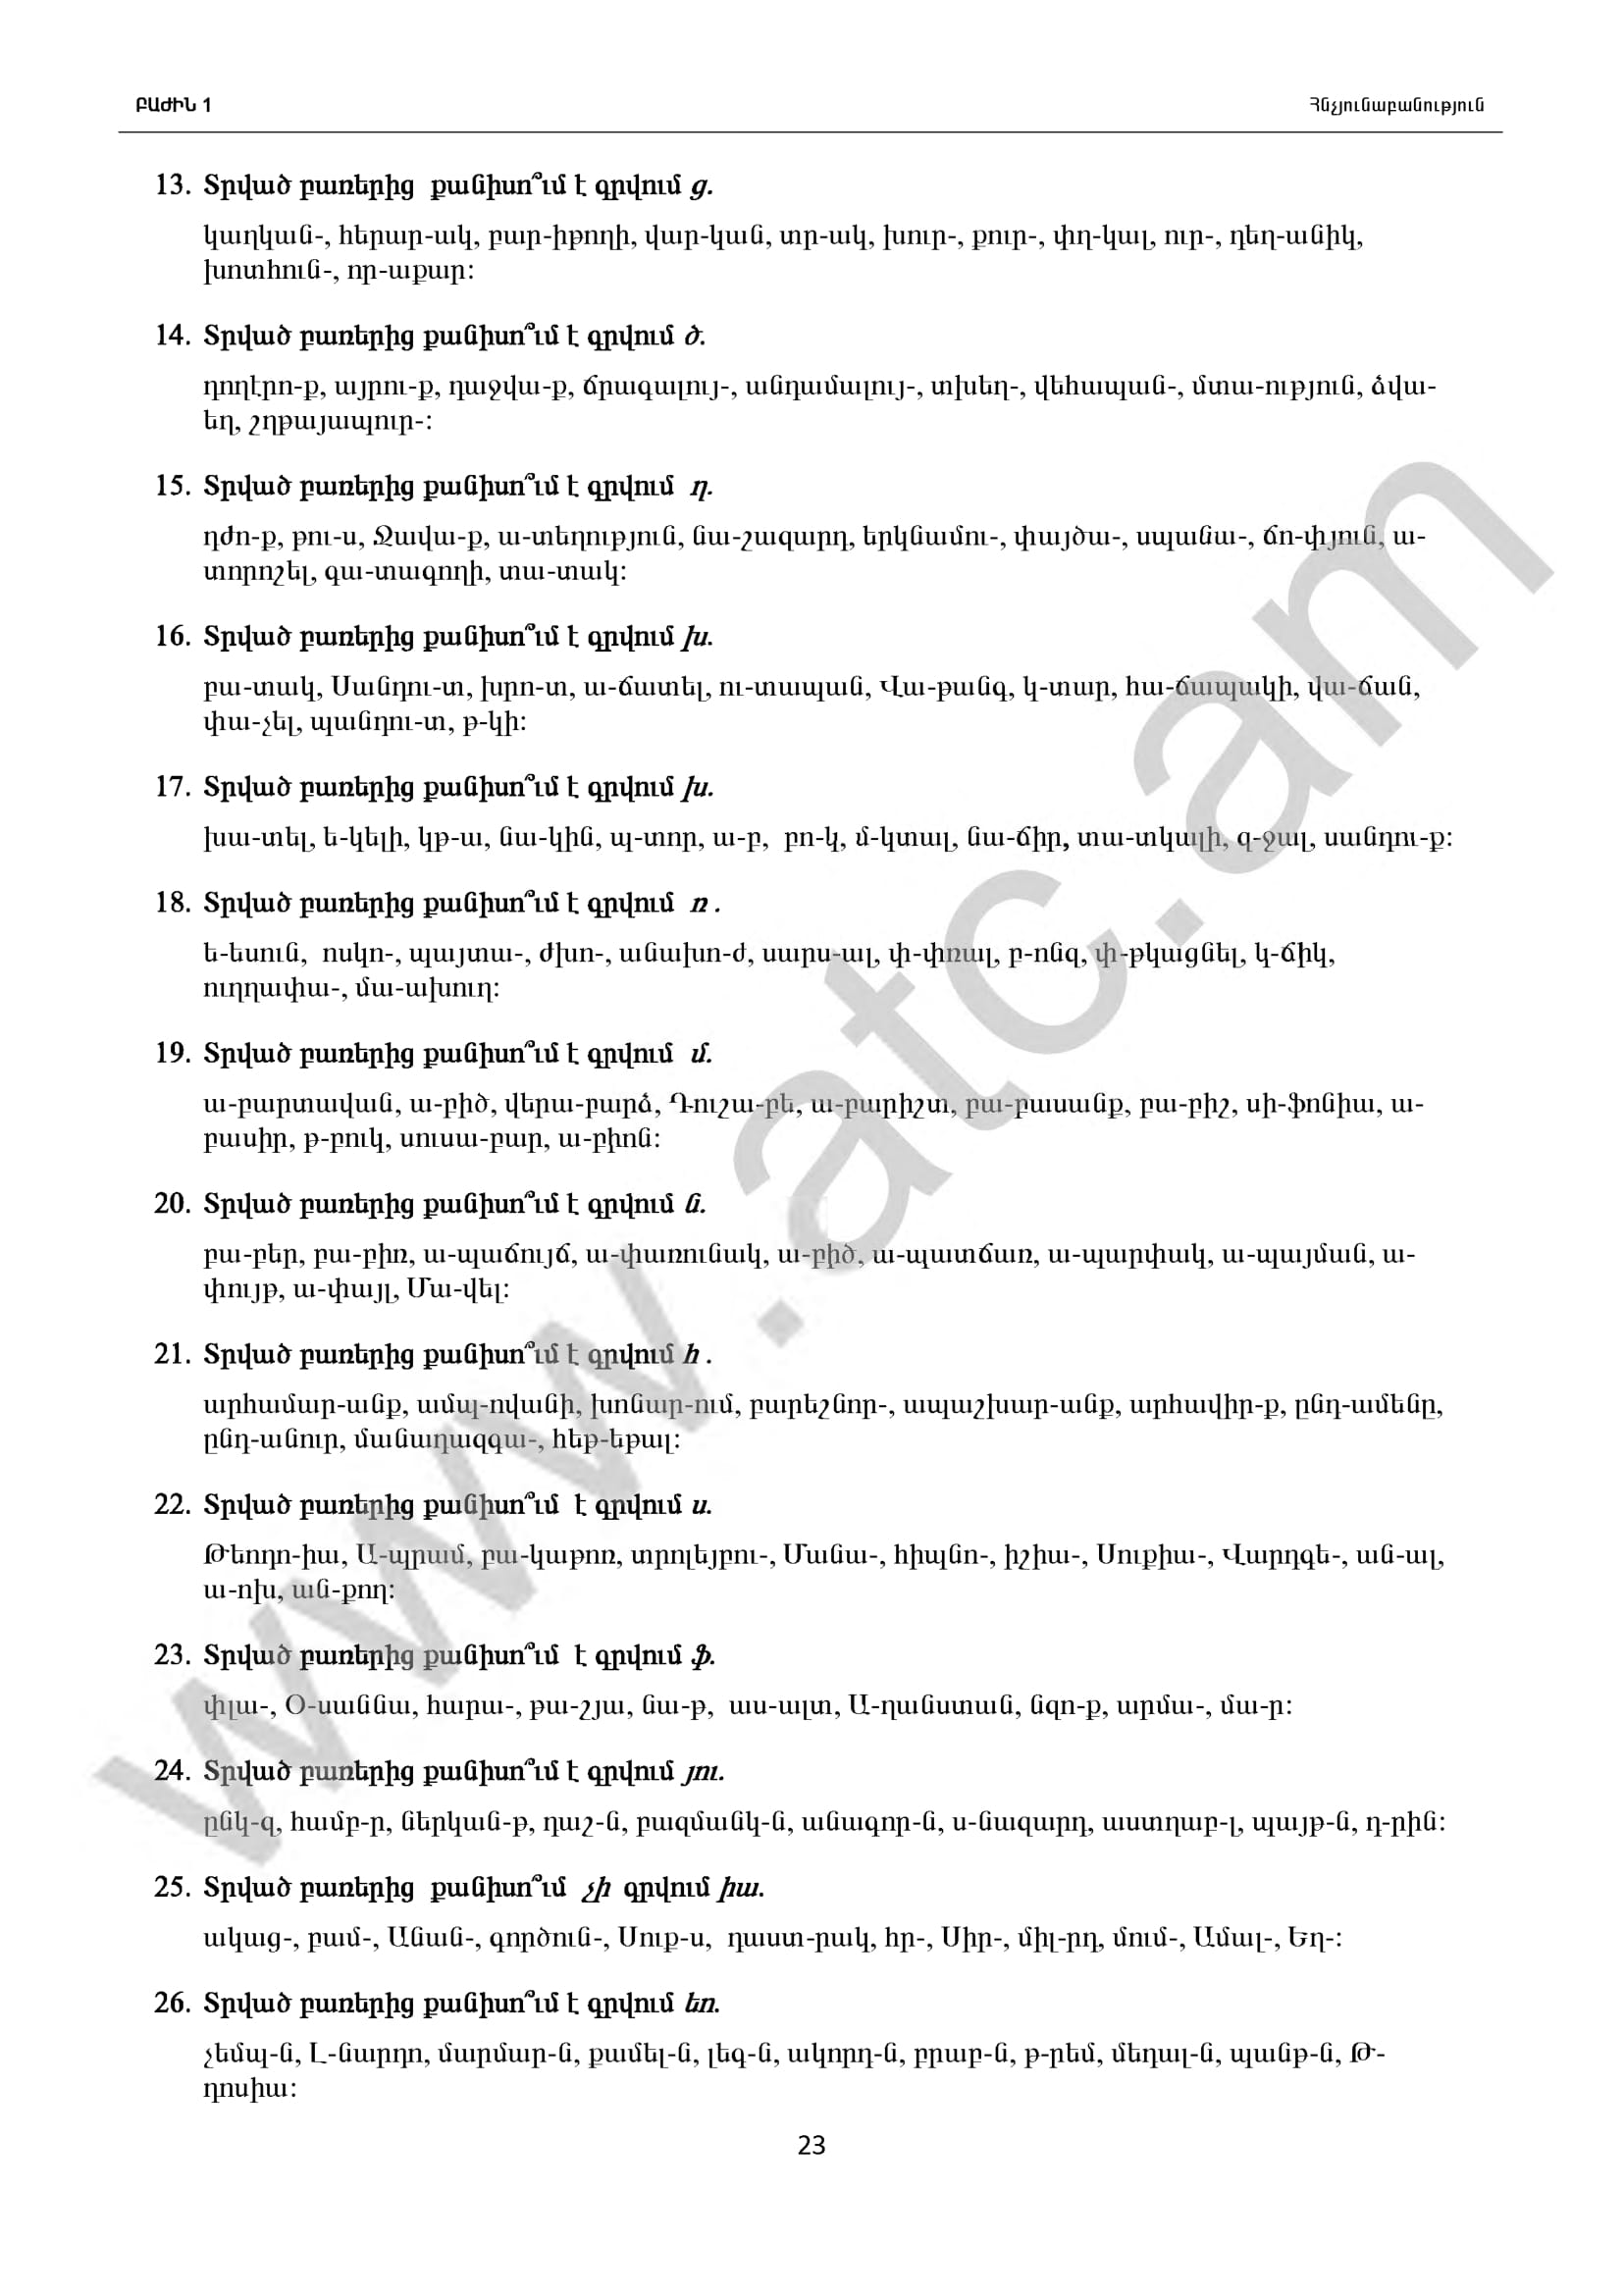 ԲԱԺԻՆ 1
Հնչյունաբանություն
13. Տրված բառերից քանիսո՞ւմ է գրվում ց.
կաղկան-, հերար-ակ, բար-իթողի, վար-կան, տր-ակ, խուր-, քուր-, փղ-կալ, ուր-, դեղ-անիկ,
խոտհուն-, որ-աքար:
14. Տրված բառերից քանիսո՞ւմ է գրվում ծ.
դողէրո-ք, այրու-ք, դաջվա-ք, ճրագալույ-, անդամալույ-, տխեղ-, վեհապան-, մտա-ություն, ձվա-
եղ, շղթայապուր-:
15. Տրված բառերից քանիսո՞ւմ է գրվում ղ.
դժո-ք, թու-ս, Ջավա-ք, ա-տեղություն, նա-շազարդ, երկնամու-, փայծա-, սպանա-, ճո-փյուն, ա-
տորոշել, գա-տագողի, տա-տակ:
16. Տրված բառերից քանիսո՞ւմ է գրվում խ.
բա-տակ, Սանդու-տ, խրո-տ, ա-ճատել, ու-տապան, Վա-թանգ, կ-տար, հա-ճապակի, վա-ճան,
փա-չել, պանդու-տ, թ-կի:
17. Տրված բառերից քանիսո՞ւմ է գրվում խ.
խա-տել, ե-կելի, կթ-ա, նա-կին, պ-տոր, ա-բ, բո-կ, մ-կտալ, նա-ճիր, տա-տկալի, զ-ջալ, սանդու-ք:
18. Տրված բառերից քանիսո՞ւմ է գրվում ռ .
ե-եսուն, ոսկո-, պայտա-, ժխո-, անախո-ժ, սարս-ալ, փ-փռալ, բ-ոնզ, փ-թկացնել, կ-ճիկ,
ուղղափա-, մա-ախուղ:
19. Տրված բառերից քանիսո՞ւմ է գրվում մ.
ա-բարտավան, ա-բիծ, վերա-բարձ, Դուշա-բե, ա-բարիշտ, բա-բասանք, բա-բիշ, սի-ֆոնիա, ա-
բասիր, թ-բուկ, սուսա-բար, ա-բիոն:
20. Տրված բառերից քանիսո՞ւմ է գրվում ն.
բա-բեր, բա-բիռ, ա-պաճույճ, ա-փառունակ, ա-բիծ, ա-պատճառ, ա-պարփակ, ա-պայման, ա-
փույթ, ա-փայլ, Մա-վել:
21. Տրված բառերից քանիսո՞ւմ է գրվում հ .
արհամար-անք, ամպ-ովանի, խոնար-ում, բարեշնոր-, ապաշխար-անք, արհավիր-ք, ընդ-ամենը,
ընդ-անուր, մանաղազգա-, հեթ-եթալ:
22. Տրված բառերից քանիսո՞ւմ է գրվում ս.
Թեոդո-իա, Ա-պրամ, բա-կաթոռ, տրոլեյբու-, Մանա-, հիպնո-, իշիա-, Սուքիա-, Վարդգե-, ան-ալ,
ա-ոխ, ան-քող:
23. Տրված բառերից քանիսո՞ւմ է գրվում ֆ.
փլա-, Օ-սաննա, հարա-, թա-շյա, նա-թ, աս-ալտ, Ա-ղանստան, նզո-ք, արմա-, մա-ր:
24. Տրված բառերից քանիսո՞ւմ է գրվում յու.
ընկ-զ, համբ-ր, ներկան-թ, դաշ-ն, բազմանկ-ն, անագոր-ն, ս-նազարդ, աստղաբ-լ, պայթ-ն, դ-րին:
25. Տրված բառերից քանիսո՞ւմ չի գրվում իա.
ակաց-, բամ-, Անան-, գործուն-, Սուք-ս, դաստ-րակ, հր-, Սիր-, միլ-րդ, մում-, Ամալ-, Եղ-:
26. Տրված բառերից քանիսո՞ւմ է գրվում եո.
չեմպ-ն, Լ-նարդո, մարմար-ն, քամել-ն, լեգ-ն, ակորդ-ն, բրաբ-ն, թ-րեմ, մեդալ-ն, պանթ-ն, Թ-
դոսիա:
23
www.atc.am